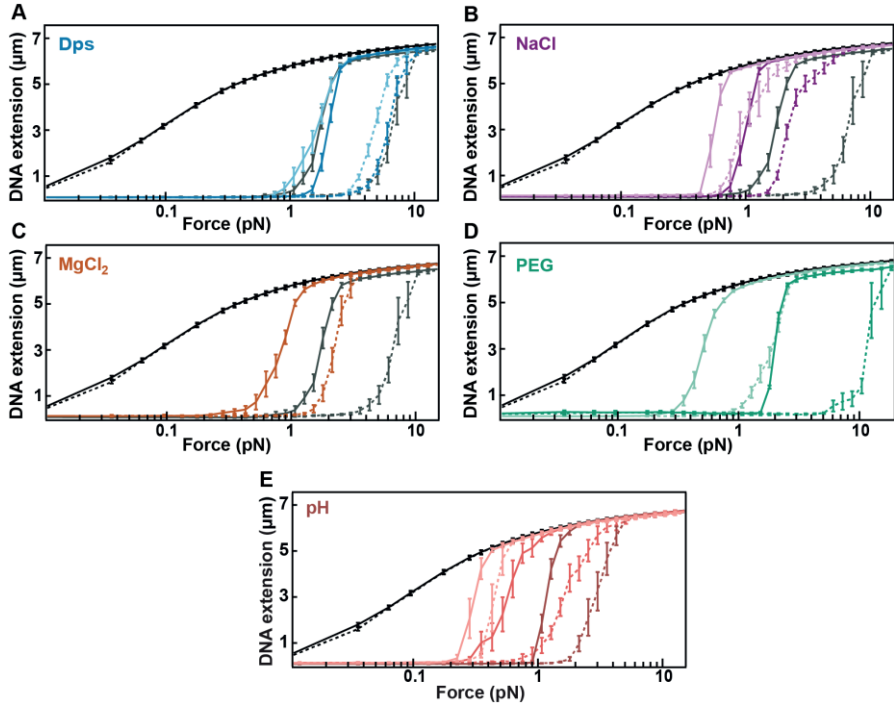 A
Dps
DNA extension (μm)
7
5
3
1
0.1
1
10
Force (pN)
B
NaCl
DNA extension (μm)
7
5
3
1
0.1
1
10
Force (pN)
C
MgCl₂
DNA extension (μm)
7
5
3
1
0.1
1
10
Force (pN)
D
PEG
DNA extension (μm)
7
5
3
1
0.1
1
10
Force (pN)
E
pH
DNA extension (μm)
7
5
3
1
0.1
1
10
Force (pN)